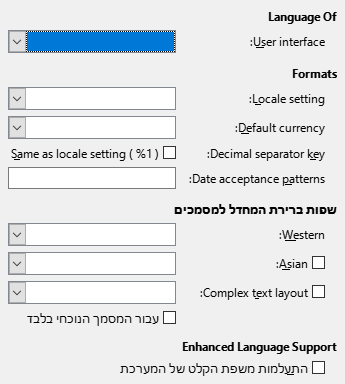 Language Of
:User interface
Formats
:Locale setting
:Default currency
:Decimal separator key
Same as locale setting ( %1 )
:Date acceptance patterns
שפות ברירת המחדל למסמכים
:Western
:Asian
:Complex text layout
עבור המסמך הנוכחי בלבד
Enhanced Language Support
התעלמות משפת הקלט של המערכת